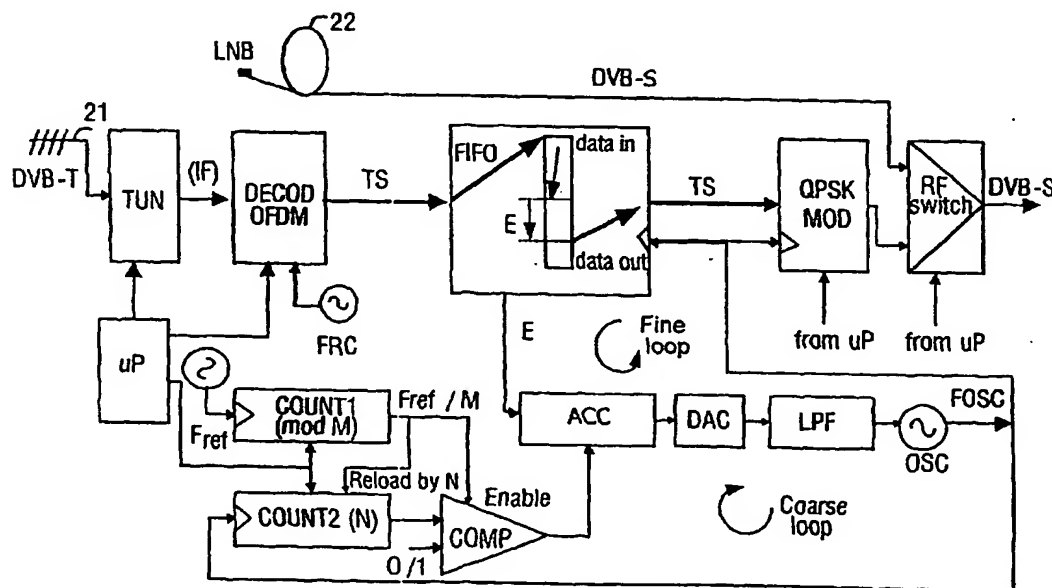 22
LNB
DVB-S
21
DVB-T
TUN
(IF)
DECOD
OFDM
TS
FIFO
data in
E
data out
TS
QPSK
MOD
RF
switch
DVB-S
uP
FRC
E
Fine
loop
from uP
from uP
Fref
COUNT1
(mod M)
Fref / M
ACC
DAC
LPF
OSC
FOSC
Reload by N
Enable
COUNT2 (N)
COMP
0/1
Coarse
loop